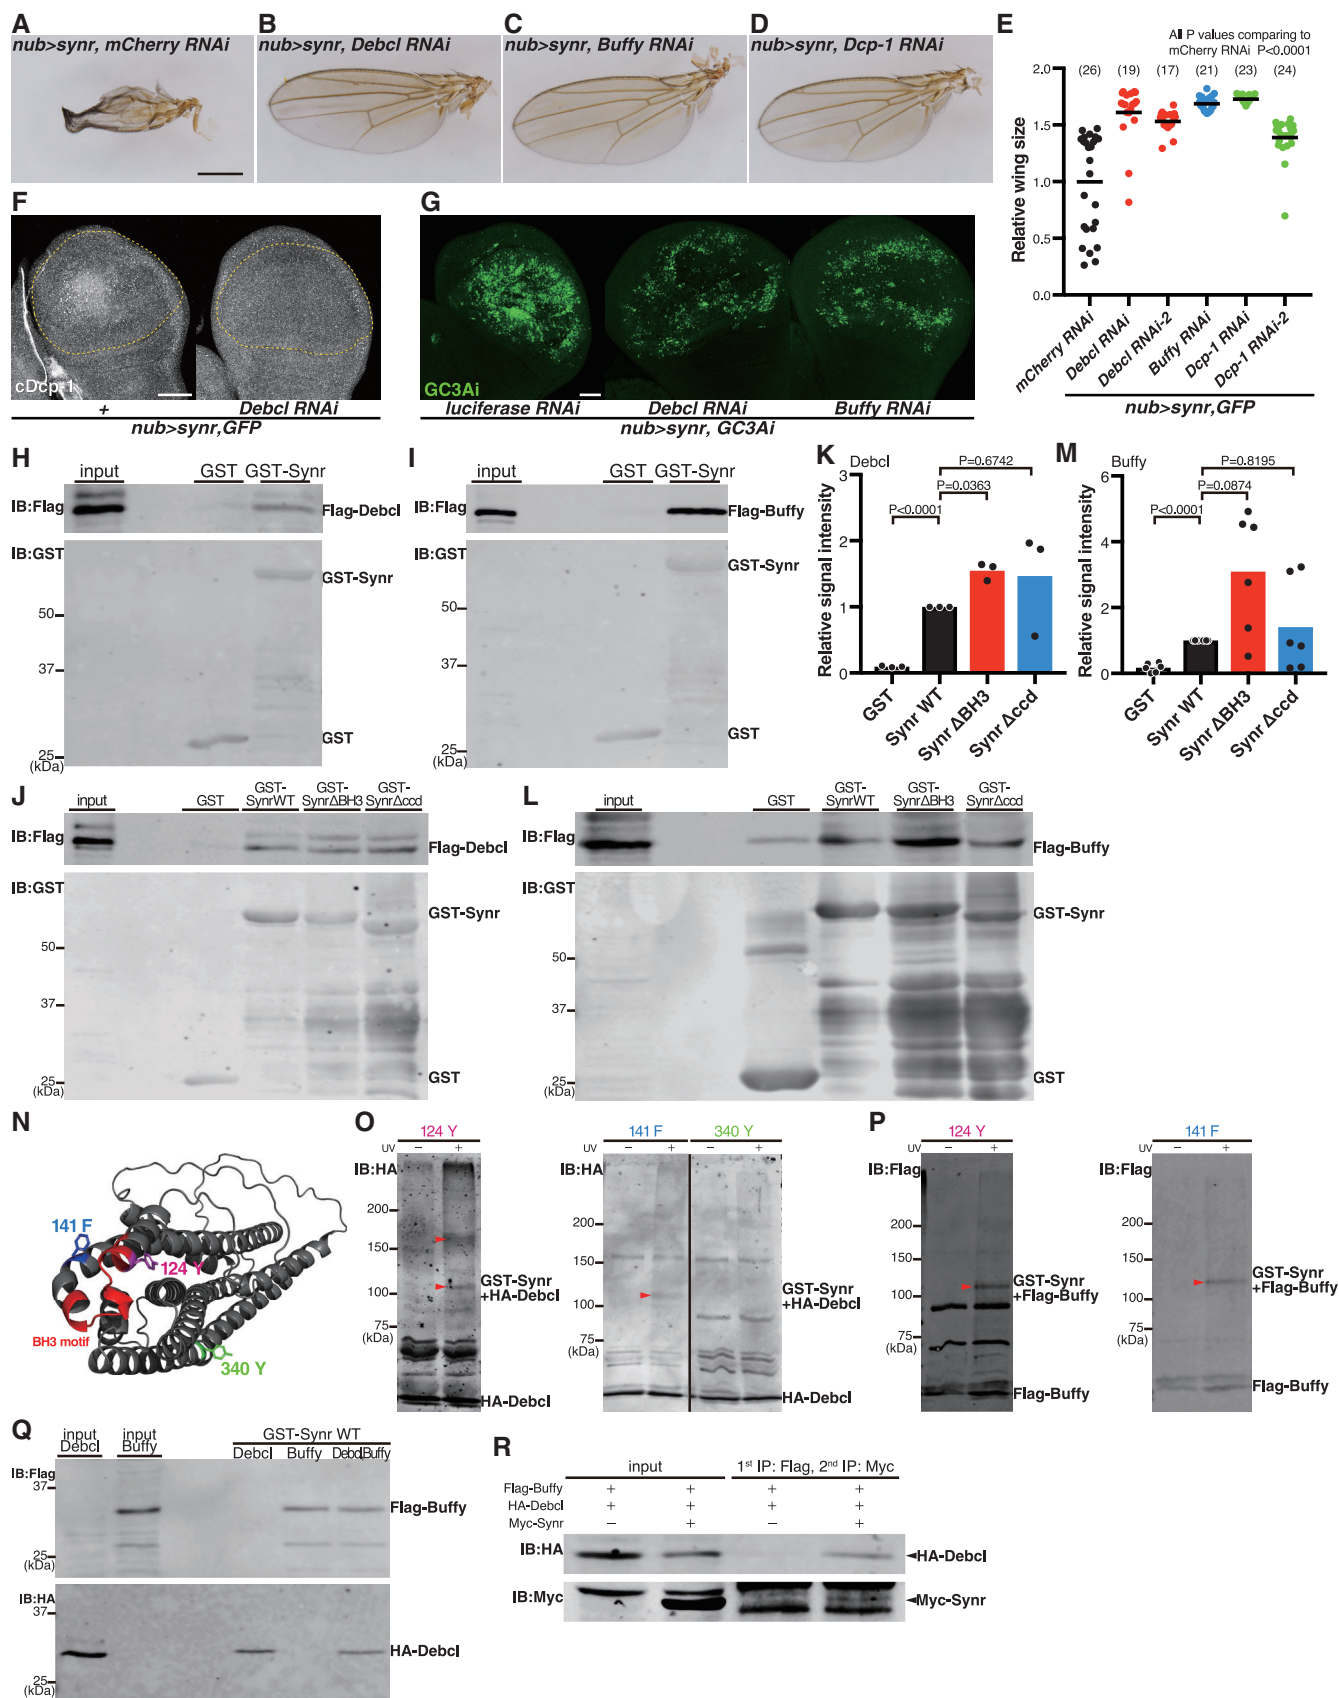 A
nub>synr, mCherry RNAi
B
nub>synr, Debcl RNAi
C
nub>synr, Buffy RNAi
D
nub>synr, Dcp-1 RNAi
E
All P values comparing to
mCherry RNAi P<0.0001
(26) (19) (17) (21) (23) (24)
2.0
1.5
1.0
0.5
0.0
Relative wing size
mCherry RNAi
Debcl RNAi
Debcl RNAi-2
Buffy RNAi
Dcp-1 RNAi
Dcp-1 RNAi-2
nub>synr,GFP
F
cDcp-1
+ Debcl RNAi
nub>synr,GFP
G
GC3Ai
luciferase RNAi Debcl RNAi Buffy RNAi
nub>synr, GC3Ai
H
input GST GST-Synr
IB:Flag
Flag-Debcl
IB:GST
GST-Synr
50
37
GST
25
(kDa)
I
input GST GST-Synr
IB:Flag
Flag-Buffy
IB:GST
GST-Synr
50
37
GST
25
(kDa)
K
Debcl
P=0.6742
P=0.0363
P<0.0001
3
2
1
0
Relative signal intensity
GST
Synr WT
Synr ΔBH3
Synr Δccd
M
Buffy
P=0.8195
P=0.0874
P<0.0001
6
4
2
0
Relative signal intensity
GST
Synr WT
Synr ΔBH3
Synr Δccd
J
input GST GST-SynrWT GST-SynrΔBH3 GST-SynrΔccd
IB:Flag
Flag-Debcl
IB:GST
GST-Synr
50
37
25
GST
(kDa)
L
input GST GST-SynrWT GST-SynrΔBH3 GST-SynrΔccd
IB:Flag
Flag-Buffy
IB:GST
GST-Synr
50
37
25
GST
(kDa)
N
141 F
124 Y
BH3 motif
340 Y
O
124 Y
UV − +
IB:HA
200
150
100
75
(kDa)
GST-Synr
+HA-Debcl
HA-Debcl
141 F 340 Y
UV − + − +
IB:HA
200
150
100
75
(kDa)
GST-Synr
+HA-Debcl
HA-Debcl
P
124 Y
UV − +
IB:Flag
200
150
100
75
(kDa)
GST-Synr
+Flag-Buffy
Flag-Buffy
141 F
UV − +
IB:Flag
200
150
100
75
(kDa)
GST-Synr
+Flag-Buffy
Flag-Buffy
Q
input Debcl
input Buffy
GST-Synr WT
Debcl Buffy Debcl,Buffy
IB:Flag
37
Flag-Buffy
25
(kDa)
IB:HA
37
HA-Debcl
25
(kDa)
R
input 1st IP: Flag, 2nd IP: Myc
Flag-Buffy + + + +
HA-Debcl + + + +
Myc-Synr − + − +
IB:HA
HA-Debcl
IB:Myc
Myc-Synr